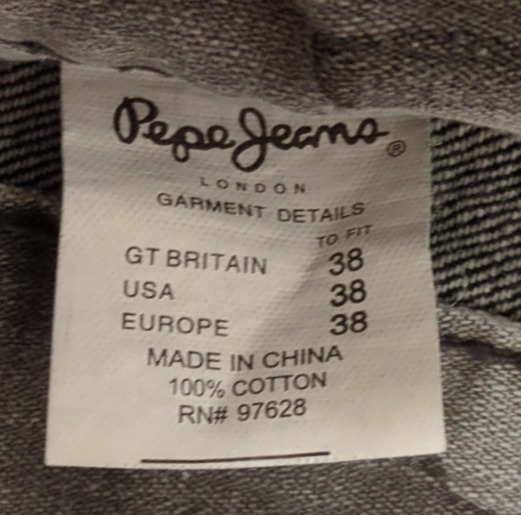 Pepe Jeans®
LONDON
GARMENT DETAILS
TO FIT
GT BRITAIN 38
USA 38
EUROPE 38
MADE IN CHINA
100% COTTON
RN# 97628